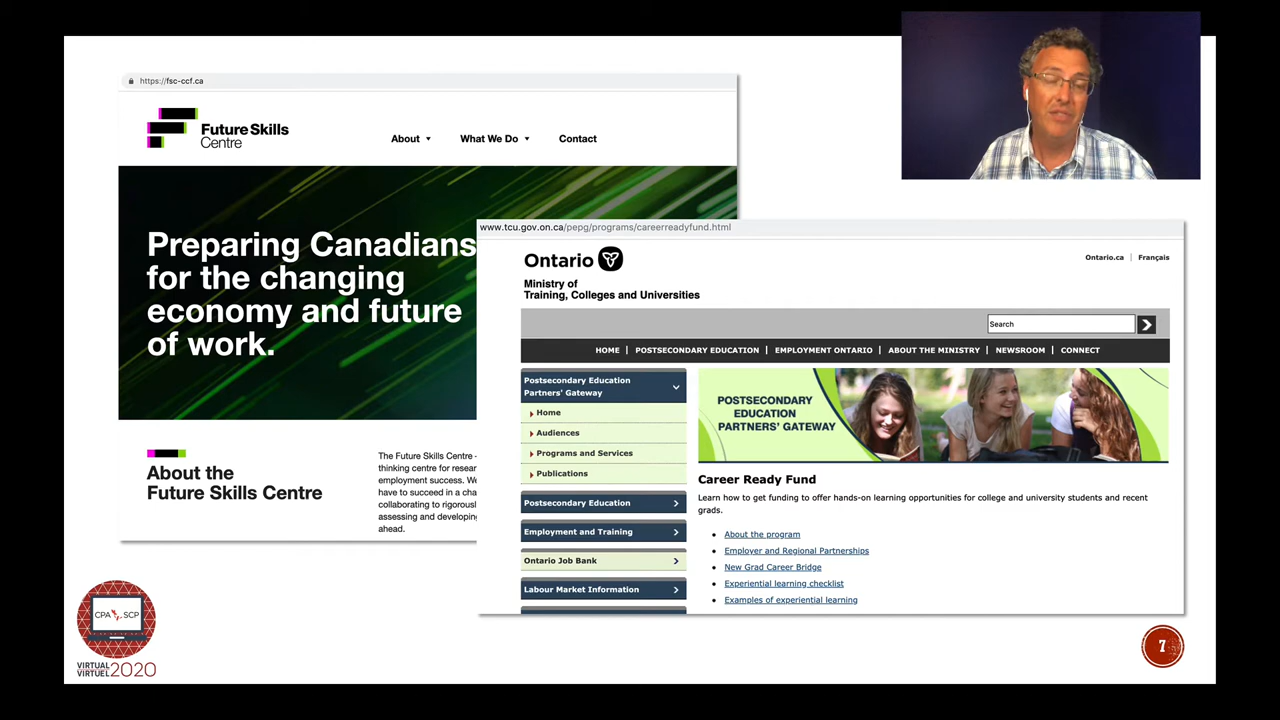 https://fsc-ccf.ca
FutureSkills
Centre
About
What We Do
Contact
Preparing Canadians
for the changing
economy and future
of work.
About the
Future Skills Centre
The Future Skills Centre -
thinking centre for resear
employment success. We
have to succeed in a cha
collaborating to rigorousl
assessing and developing
ahead.
www.tcu.gov.on.ca/pepg/programs/careerreadyfund.html
Ontario
Ontario.ca | Français
Ministry of
Training, Colleges and Universities
Search
HOME | POSTSECONDARY EDUCATION | EMPLOYMENT ONTARIO | ABOUT THE MINISTRY | NEWSROOM | CONNECT
Postsecondary Education
Partners' Gateway
Home
Audiences
Programs and Services
Publications
Postsecondary Education
Employment and Training
Ontario Job Bank
Labour Market Information
POSTSECONDARY
EDUCATION
PARTNERS' GATEWAY
Career Ready Fund
Learn how to get funding to offer hands-on learning opportunities for college and university students and recent
grads.
About the program
Employer and Regional Partnerships
New Grad Career Bridge
Experiential learning checklist
Examples of experiential learning
CPA SCP
VIRTUAL
VIRTUEL 2020
7